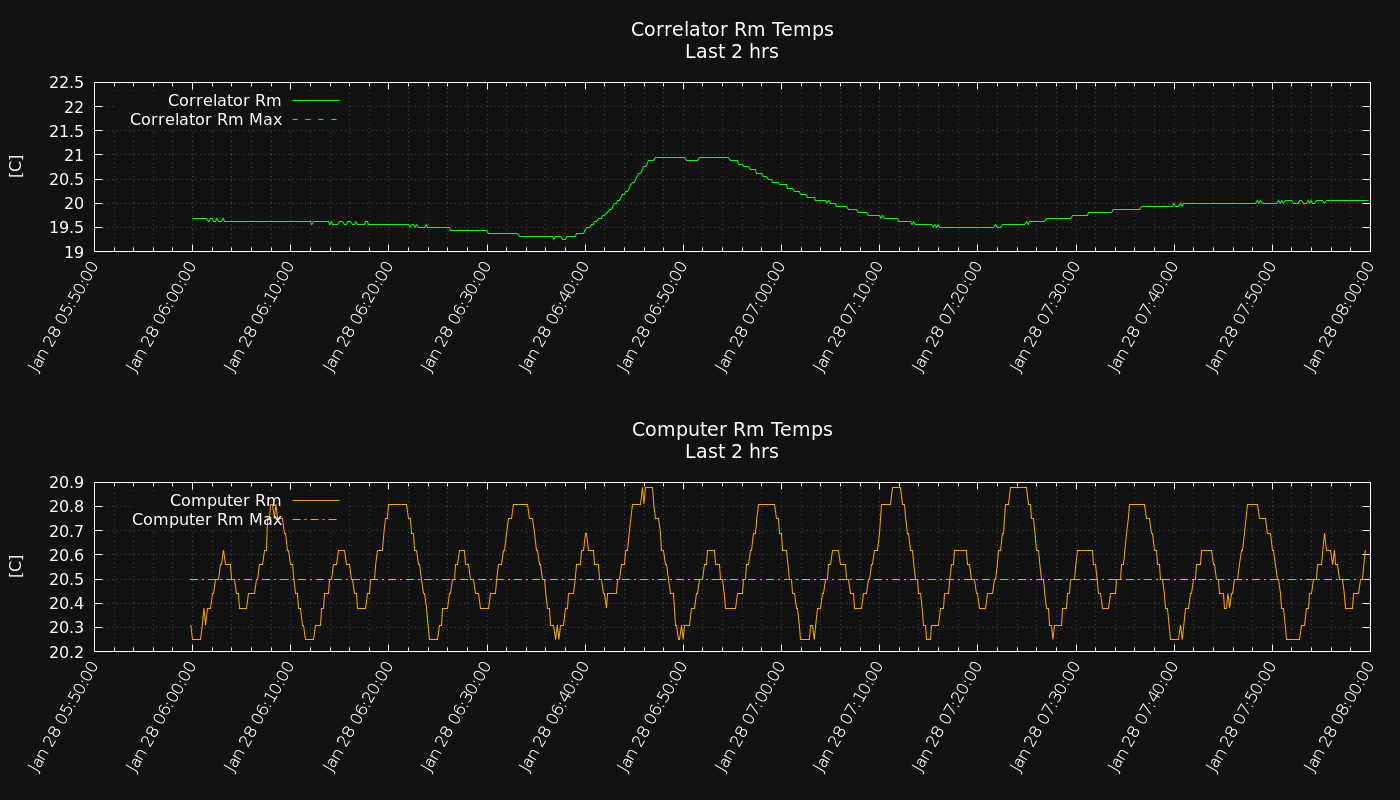 Correlator Rm Temps
Last 2 hrs
22.5
22
21.5
21
20.5
20
19.5
19
[C]
Correlator Rm
Correlator Rm Max
Jan 28 05:50:00
Jan 28 06:00:00
Jan 28 06:10:00
Jan 28 06:20:00
Jan 28 06:30:00
Jan 28 06:40:00
Jan 28 06:50:00
Jan 28 07:00:00
Jan 28 07:10:00
Jan 28 07:20:00
Jan 28 07:30:00
Jan 28 07:40:00
Jan 28 07:50:00
Jan 28 08:00:00
Computer Rm Temps
Last 2 hrs
20.9
20.8
20.7
20.6
20.5
20.4
20.3
20.2
[C]
Computer Rm
Computer Rm Max
Jan 28 05:50:00
Jan 28 06:00:00
Jan 28 06:10:00
Jan 28 06:20:00
Jan 28 06:30:00
Jan 28 06:40:00
Jan 28 06:50:00
Jan 28 07:00:00
Jan 28 07:10:00
Jan 28 07:20:00
Jan 28 07:30:00
Jan 28 07:40:00
Jan 28 07:50:00
Jan 28 08:00:00